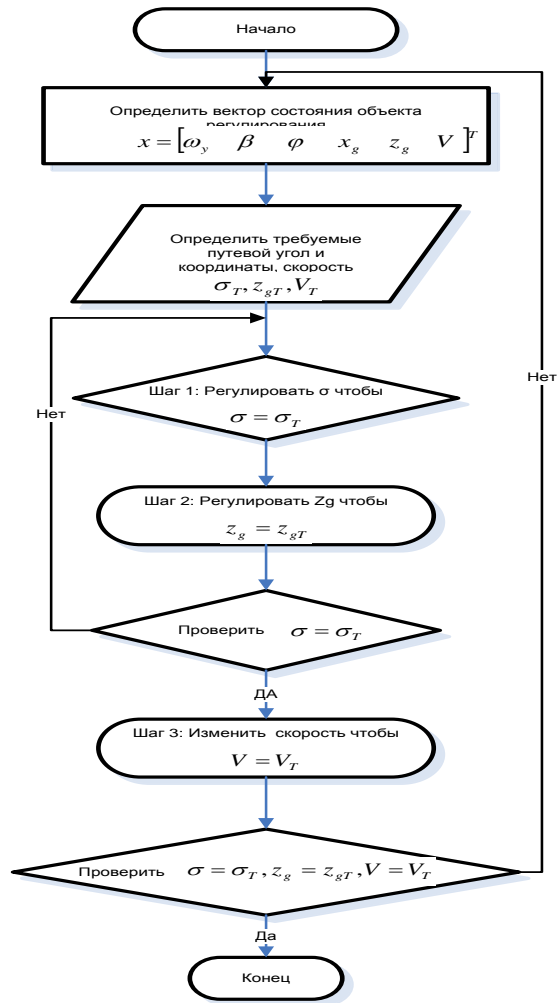 Начало
Определить вектор состояния объекта
регулирования
x = [ω_y β φ x_g z_g V]^T
Определить требуемые
путевой угол и
координаты, скорость
σ_T, z_gT, V_T
Шаг 1: Регулировать σ чтобы
σ = σ_T
Нет
Нет
Шаг 2: Регулировать Zg чтобы
z_g = z_gT
Проверить σ = σ_T
ДА
Шаг 3: Изменить скорость чтобы
V = V_T
Проверить σ = σ_T, z_g = z_gT, V = V_T
Да
Конец